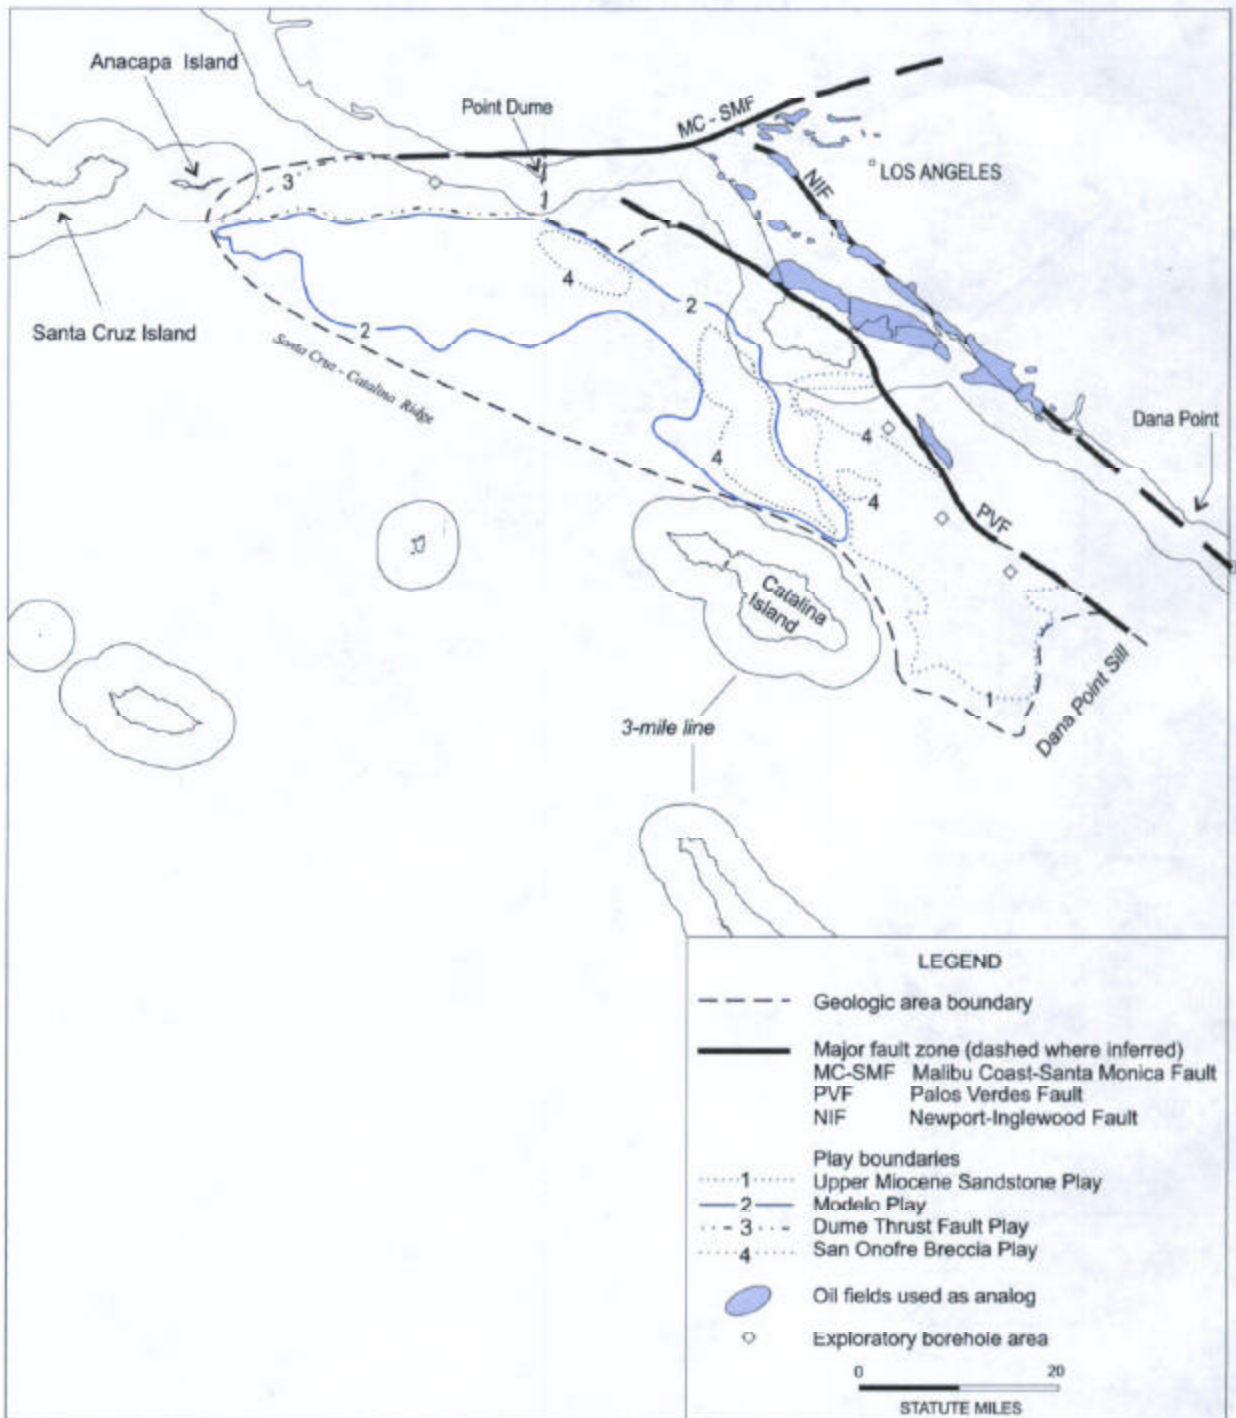 Anacapa Island
Point Dume
MC - SMF
LOS ANGELES
NIF
3
1
4
2
Santa Cruz Island
2
Santa Cruz - Catalina Ridge
Dana Point
4
4
4
PVF
Catalina
Island
1
Dana Point Sill
3-mile line
LEGEND
Geologic area boundary
Major fault zone (dashed where inferred)
MC-SMF Malibu Coast-Santa Monica Fault
PVF Palos Verdes Fault
NIF Newport-Inglewood Fault
Play boundaries
1 Upper Miocene Sandstone Play
2 Modelo Play
3 Dume Thrust Fault Play
4 San Onofre Breccia Play
Oil fields used as analog
Exploratory borehole area
0 20
STATUTE MILES